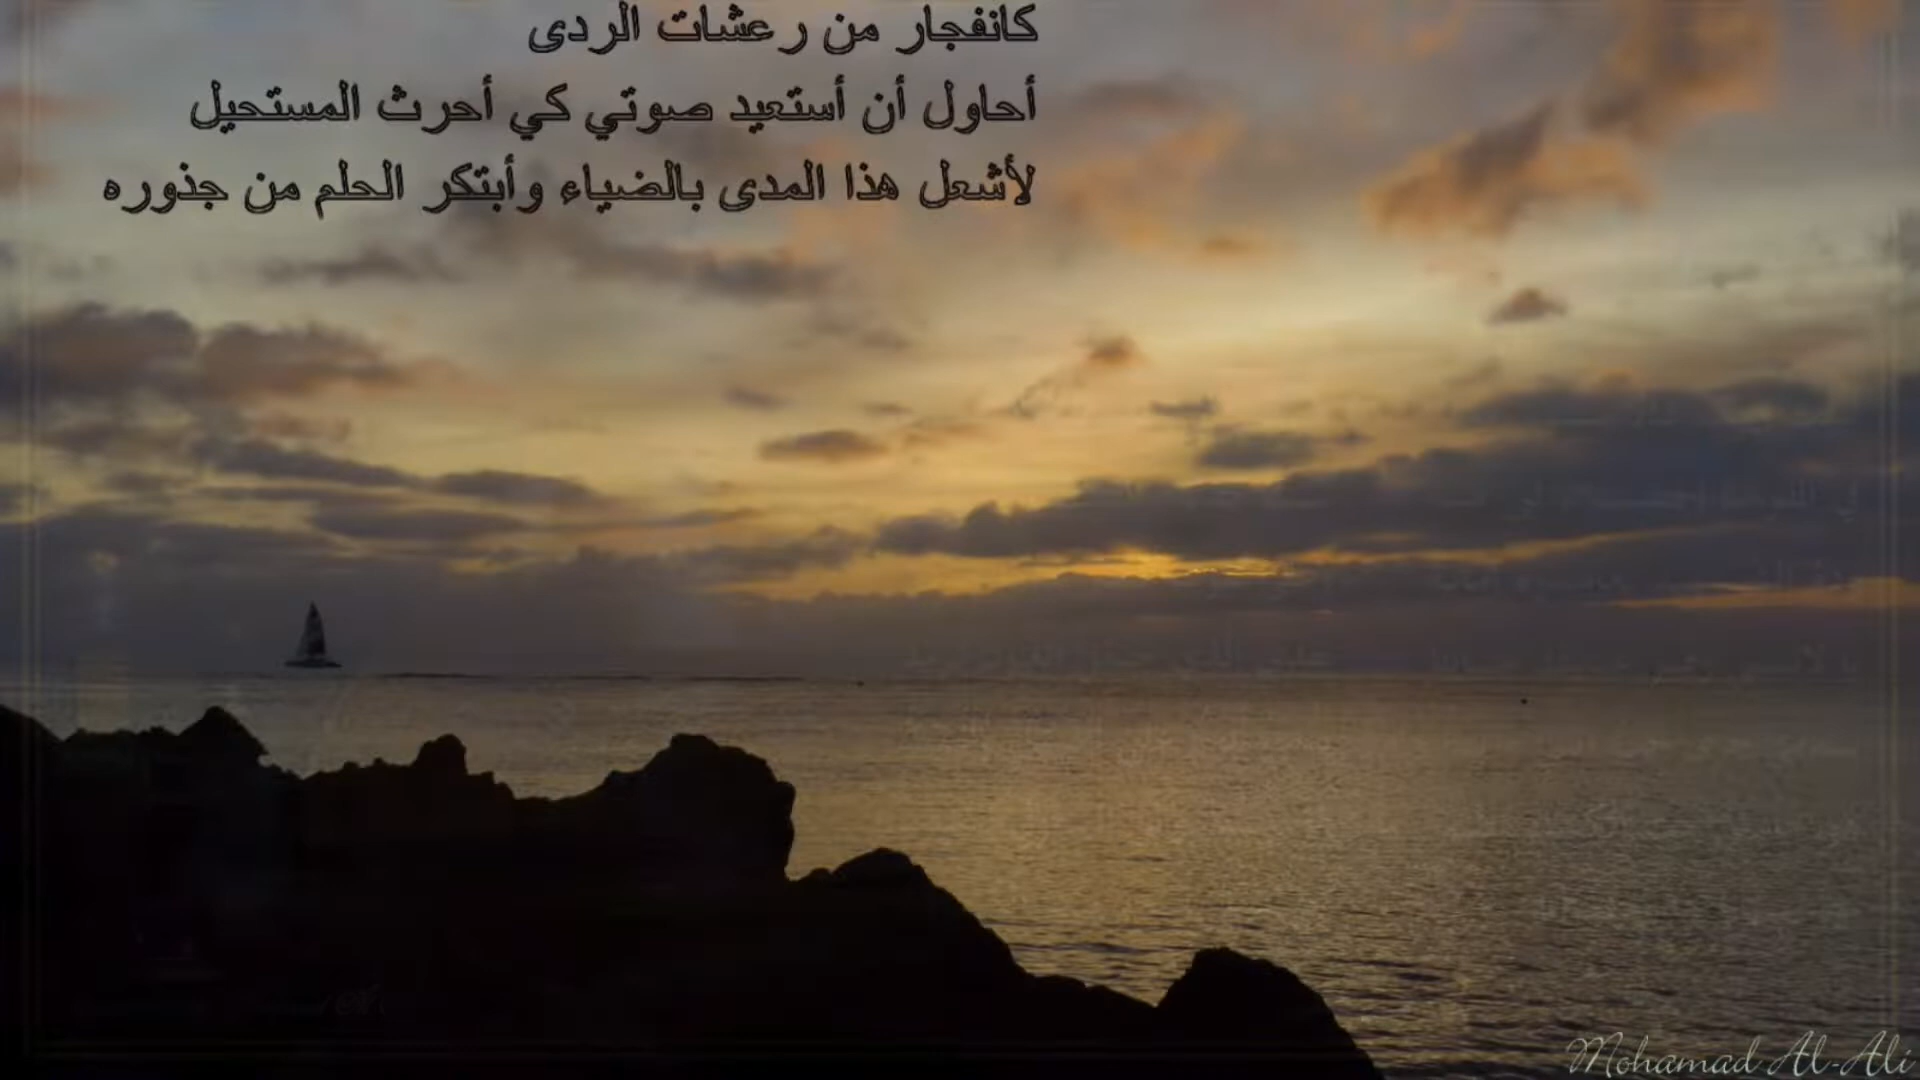 كانفجار من رعشات الردى
أحاول أن أستعيد صوتي كي أحرث المستحيل
لأشعل هذا المدى بالضياء وأبتكر الحلم من جذوره
Mohamad Al-Ali